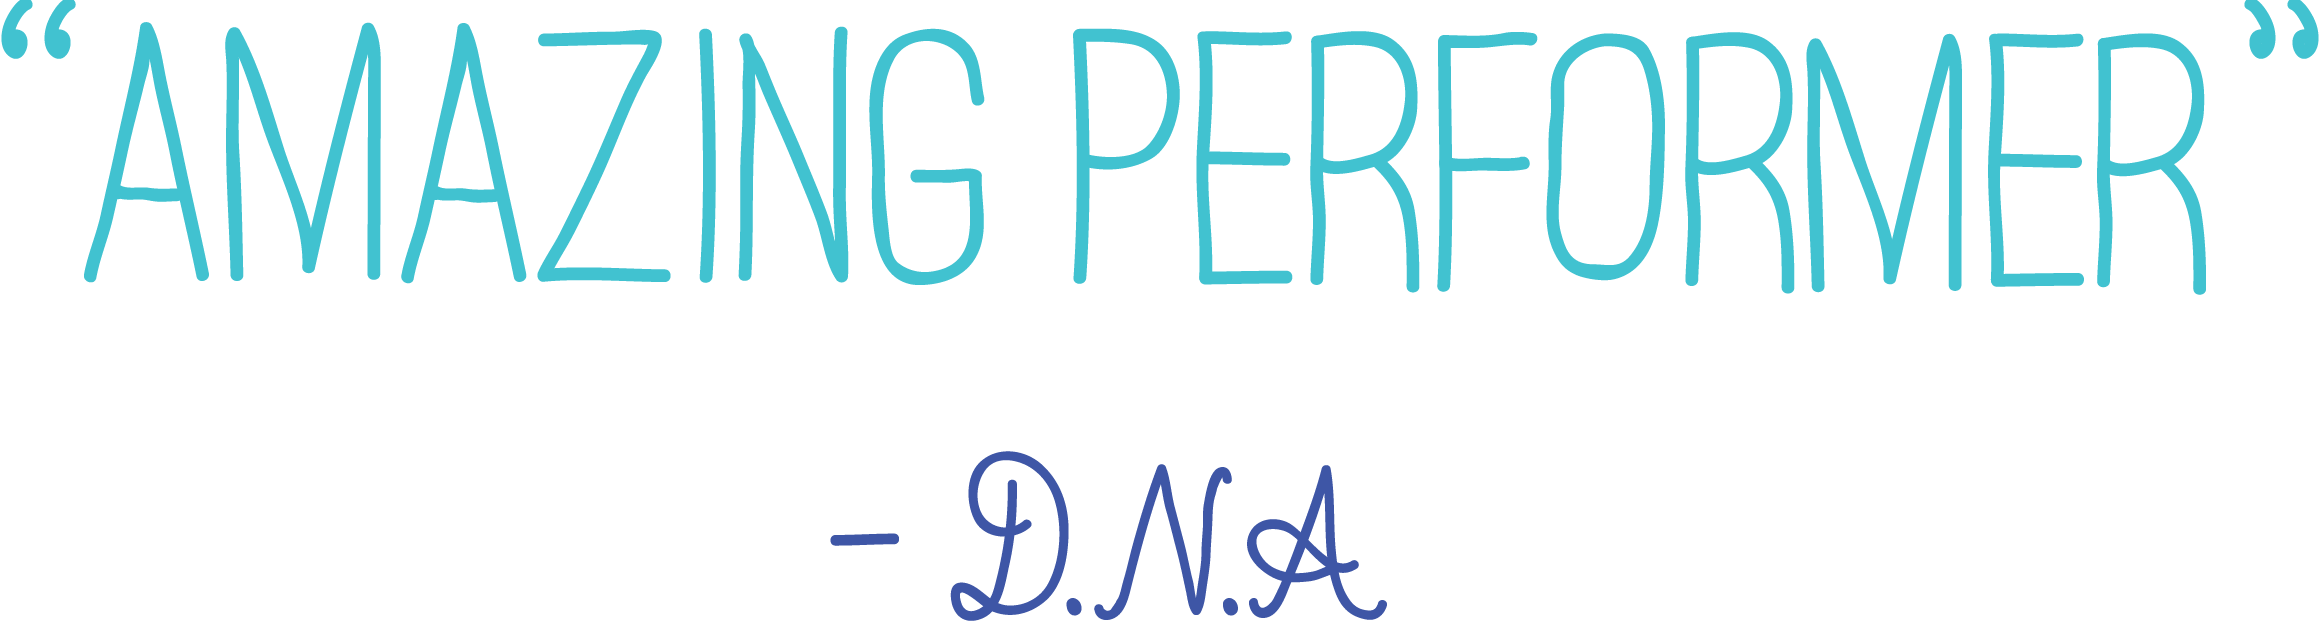 “AMAZING PERFORMER”
– D.N.A.